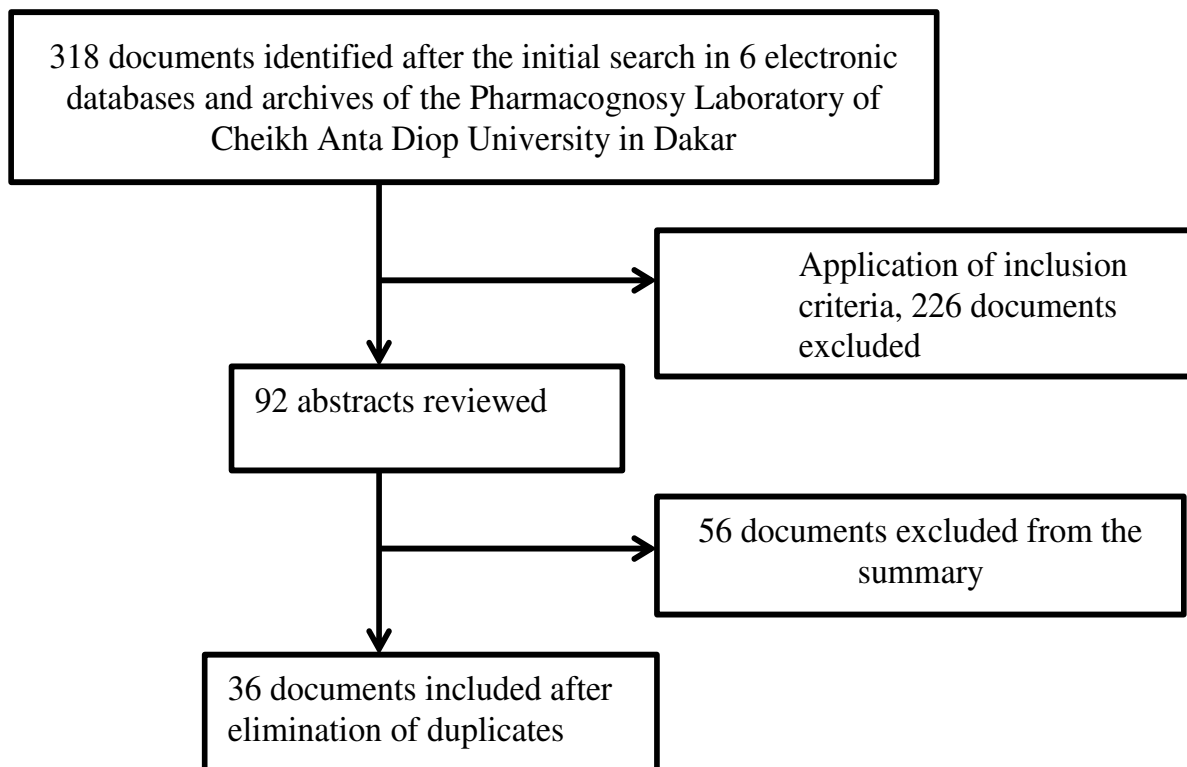 318 documents identified after the initial search in 6 electronic
databases and archives of the Pharmacognosy Laboratory of
Cheikh Anta Diop University in Dakar
Application of inclusion
criteria, 226 documents
excluded
92 abstracts reviewed
56 documents excluded from the
summary
36 documents included after
elimination of duplicates